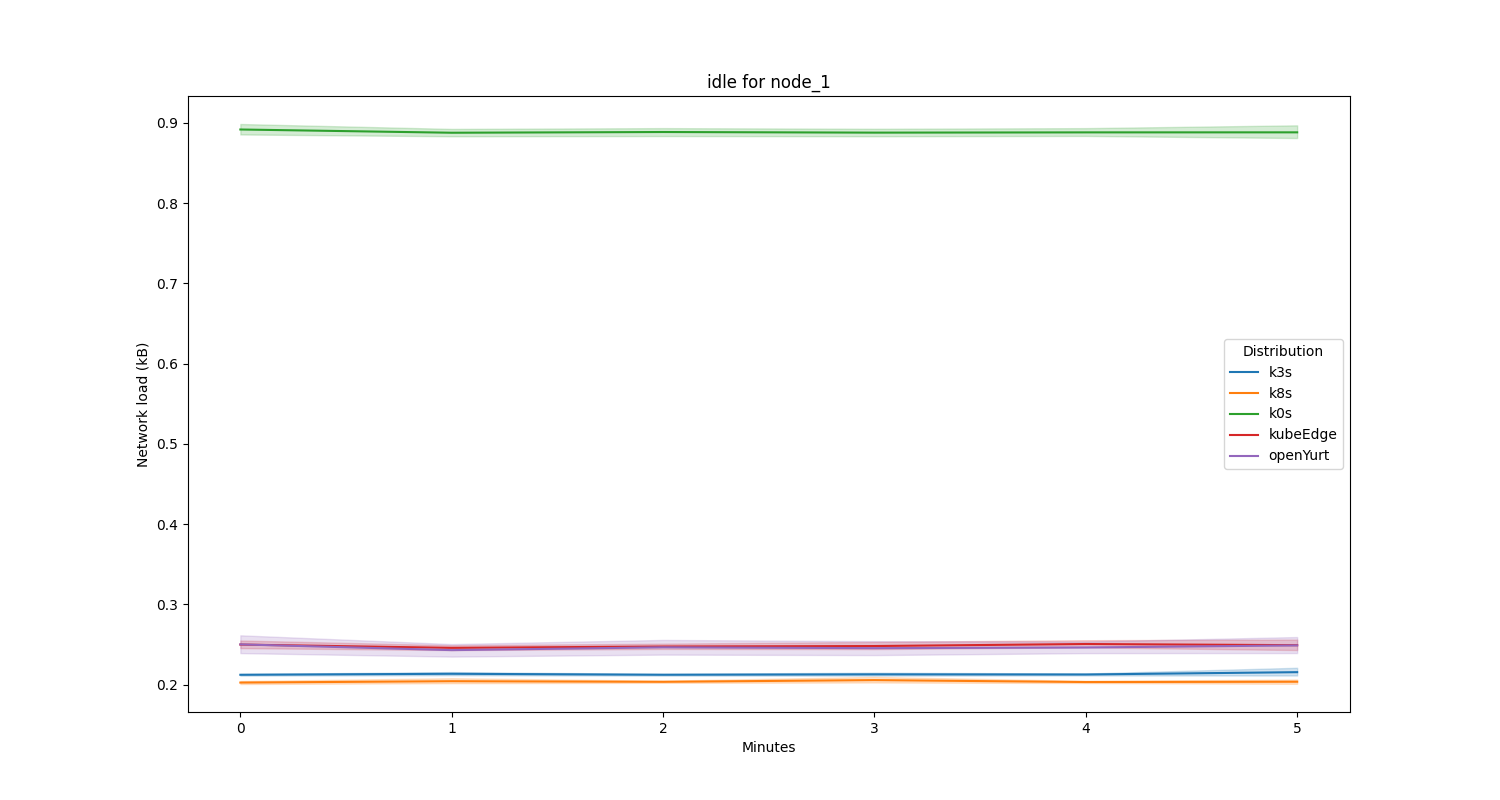 idle for node_1
Network load (kB)
0.9
0.8
0.7
0.6
0.5
0.4
0.3
0.2
Distribution
k3s
k8s
k0s
kubeEdge
openYurt
0 1 2 3 4 5
Minutes